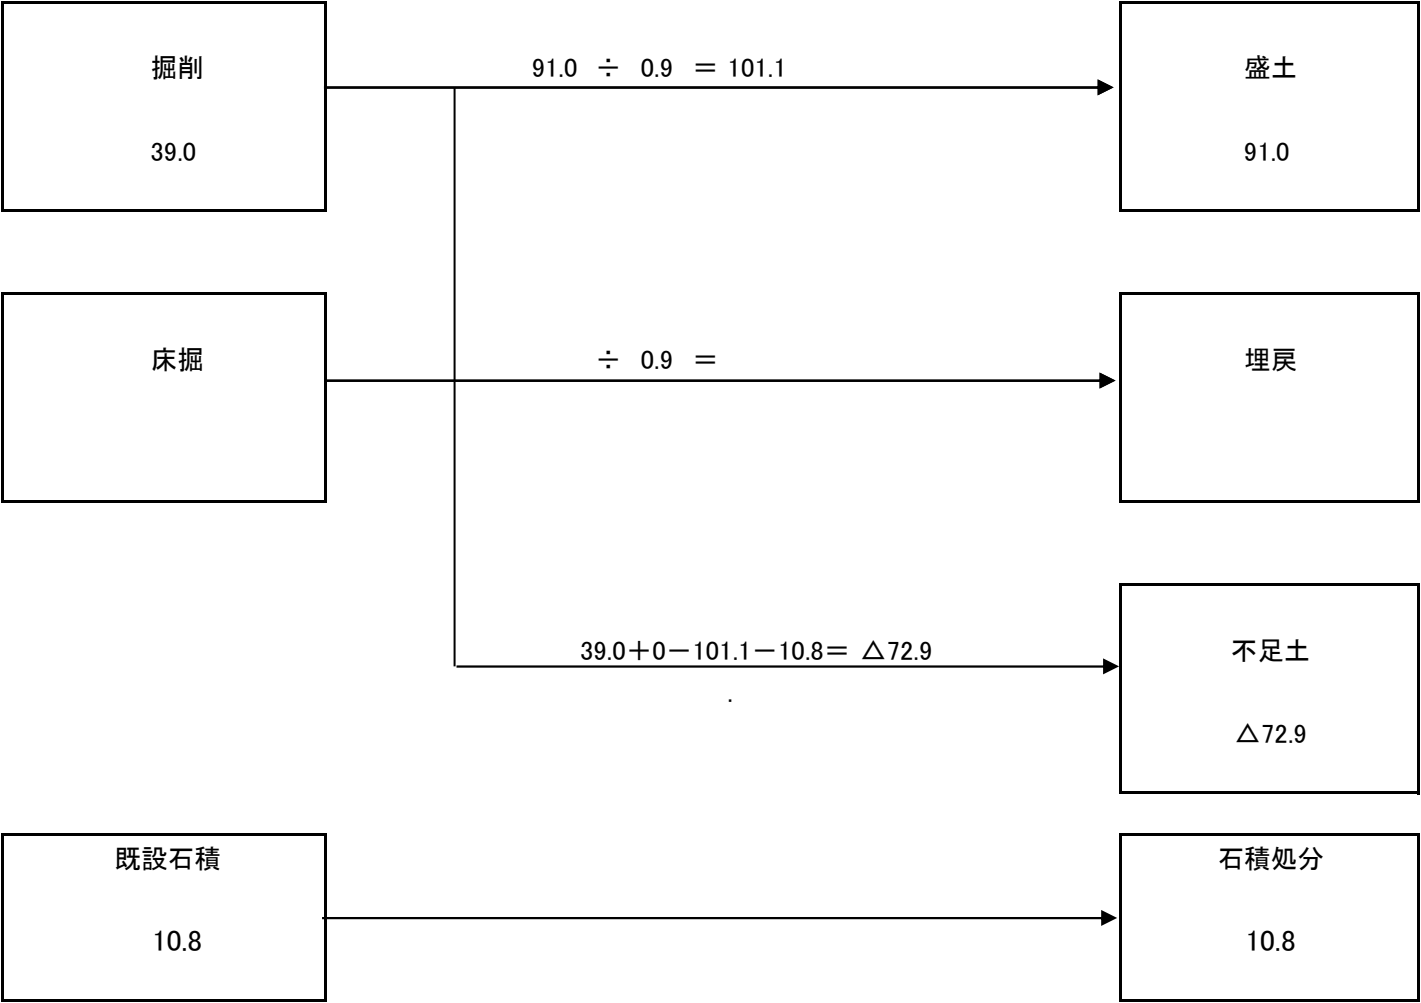 掘削
91.0 ÷ 0.9 ＝ 101.1
盛土
39.0
91.0
床掘
÷ 0.9 ＝
埋戻
39.0＋0－101.1－10.8＝ △72.9
不足土
.
△72.9
既設石積
石積処分
10.8
10.8